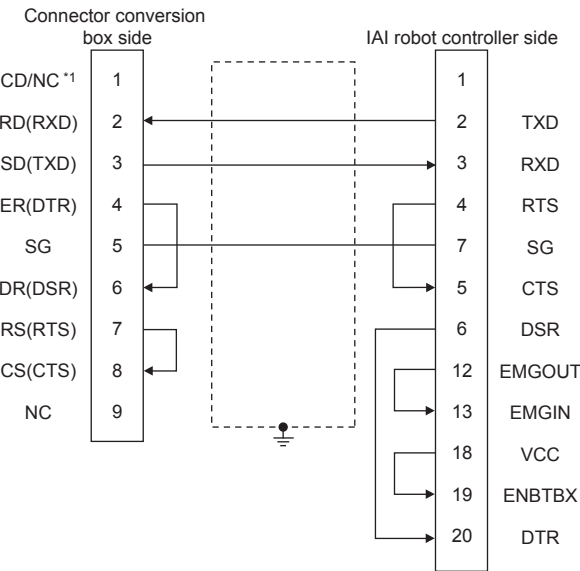 Connector conversion
box side
IAI robot controller side
CD/NC *1 1 1
RD(RXD) 2 2 TXD
SD(TXD) 3 3 RXD
ER(DTR) 4 4 RTS
SG 5 7 SG
DR(DSR) 6 5 CTS
RS(RTS) 7 6 DSR
CS(CTS) 8 12 EMGOUT
NC 9 13 EMGIN
18 VCC
19 ENBTBX
20 DTR